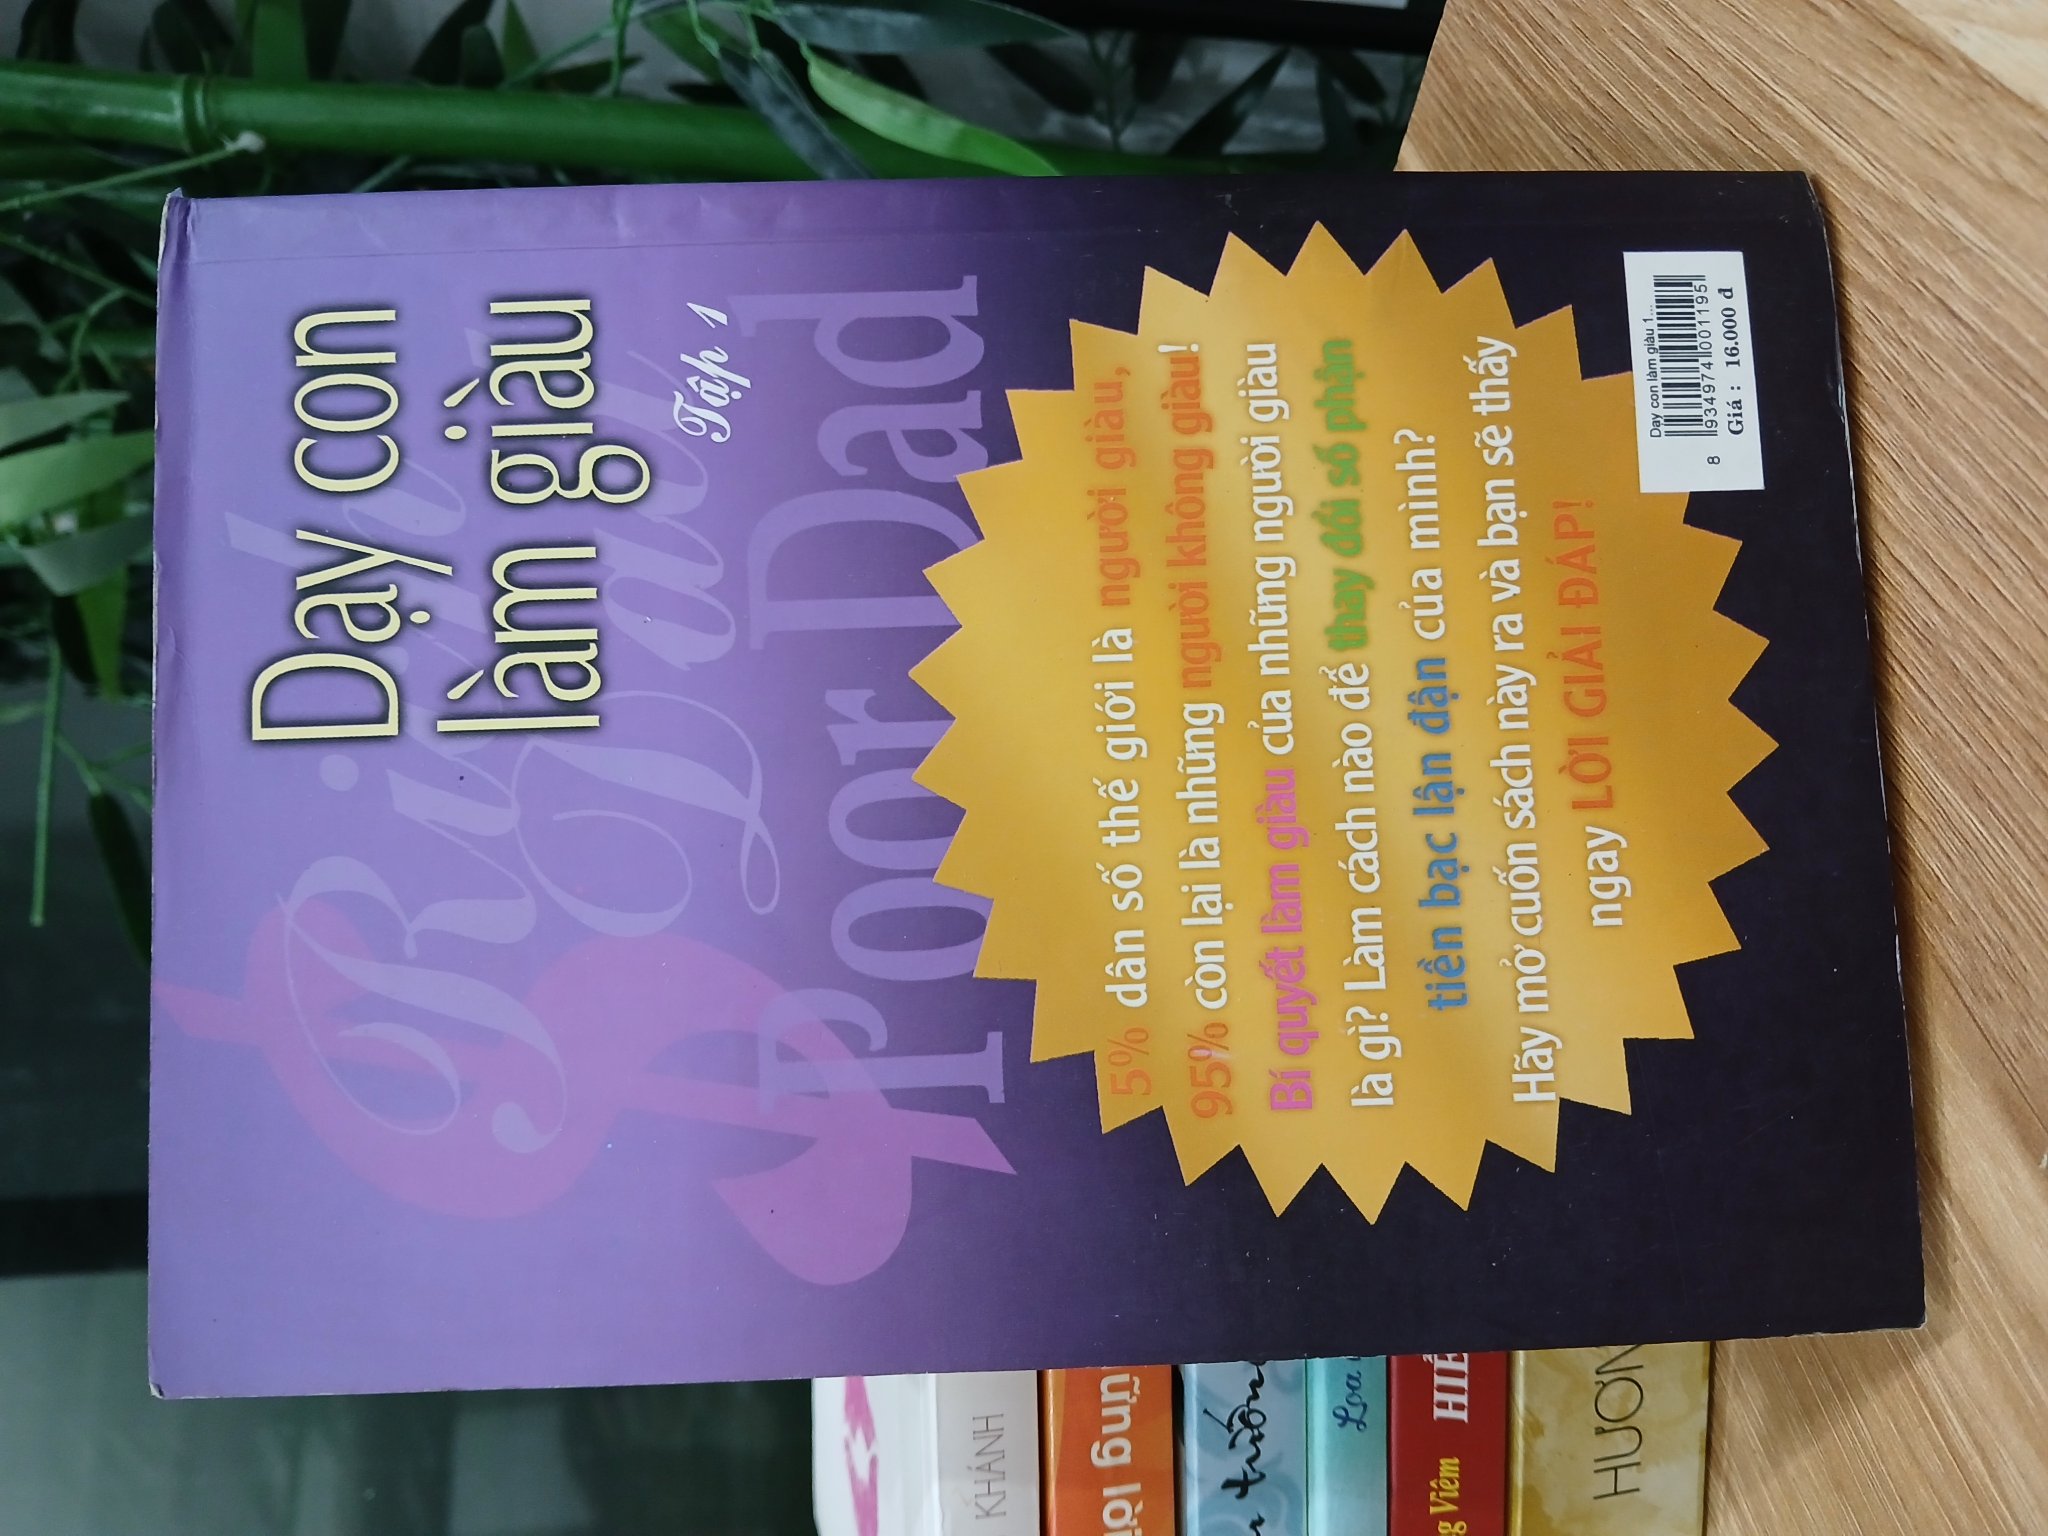 Dạy con
làm giàu
Tập 1
Rich Dad
Poor Dad
5% dân số thế giới là người giàu,
95% còn lại là những người không giàu!
Bí quyết làm giàu của những người giàu
là gì? Làm cách nào để thay đổi số phận
tiền bạc lận đận của mình?
Hãy mở cuốn sách này ra và bạn sẽ thấy
ngay LỜI GIẢI ĐÁP!
Dạy con làm giàu 1...
8 934974 001195
Giá : 16.000 đ
KHÁNH
HƯƠN
Viêm